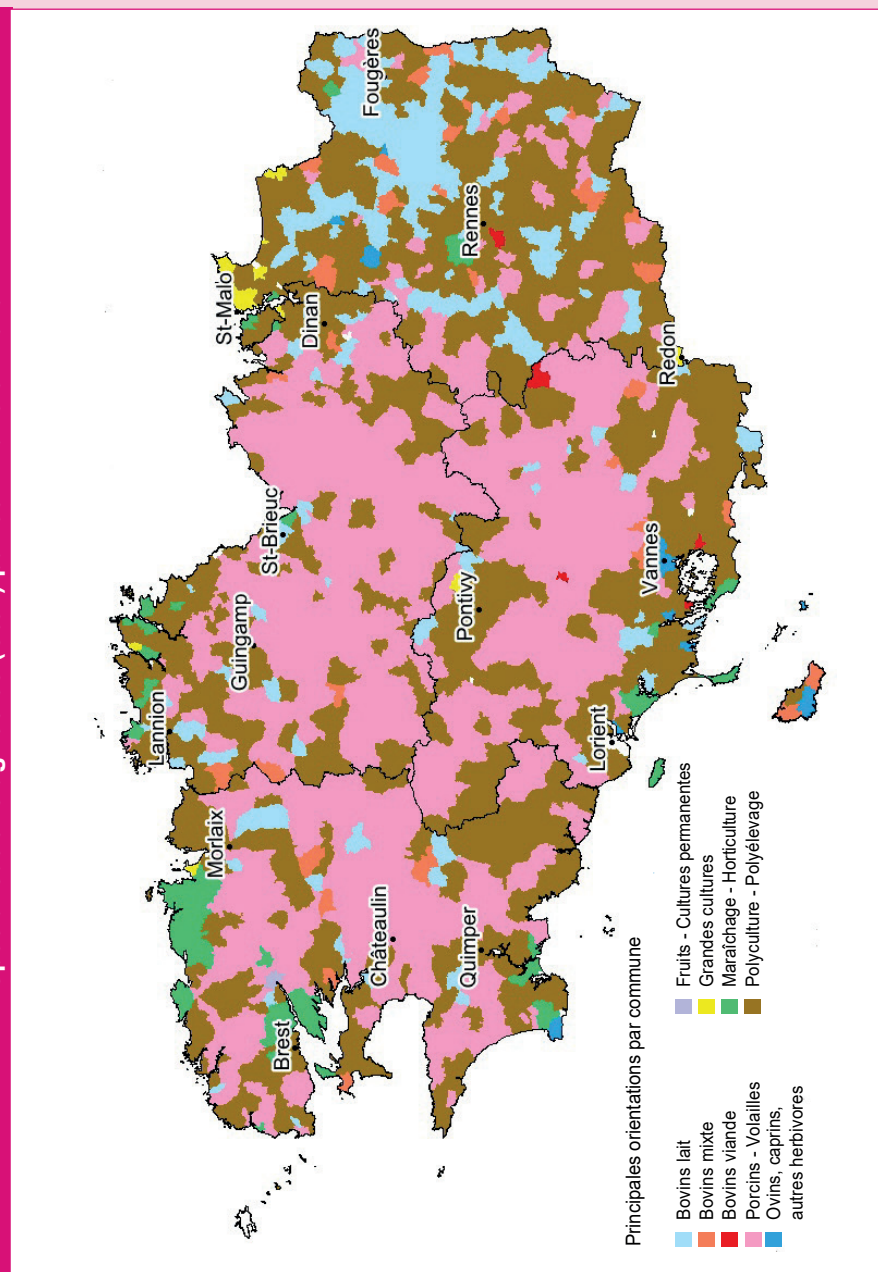 Fougères
St-Malo
Dinan
Rennes
Redon
St-Brieuc
Guingamp
Lannion
Pontivy
Vannes
Lorient
Morlaix
Châteaulin
Quimper
Brest
Principales orientations par commune
Bovins lait
Bovins mixte
Bovins viande
Porcins - Volailles
Ovins, caprins,
autres herbivores
Fruits - Cultures permanentes
Grandes cultures
Maraîchage - Horticulture
Polyculture - Polyélevage